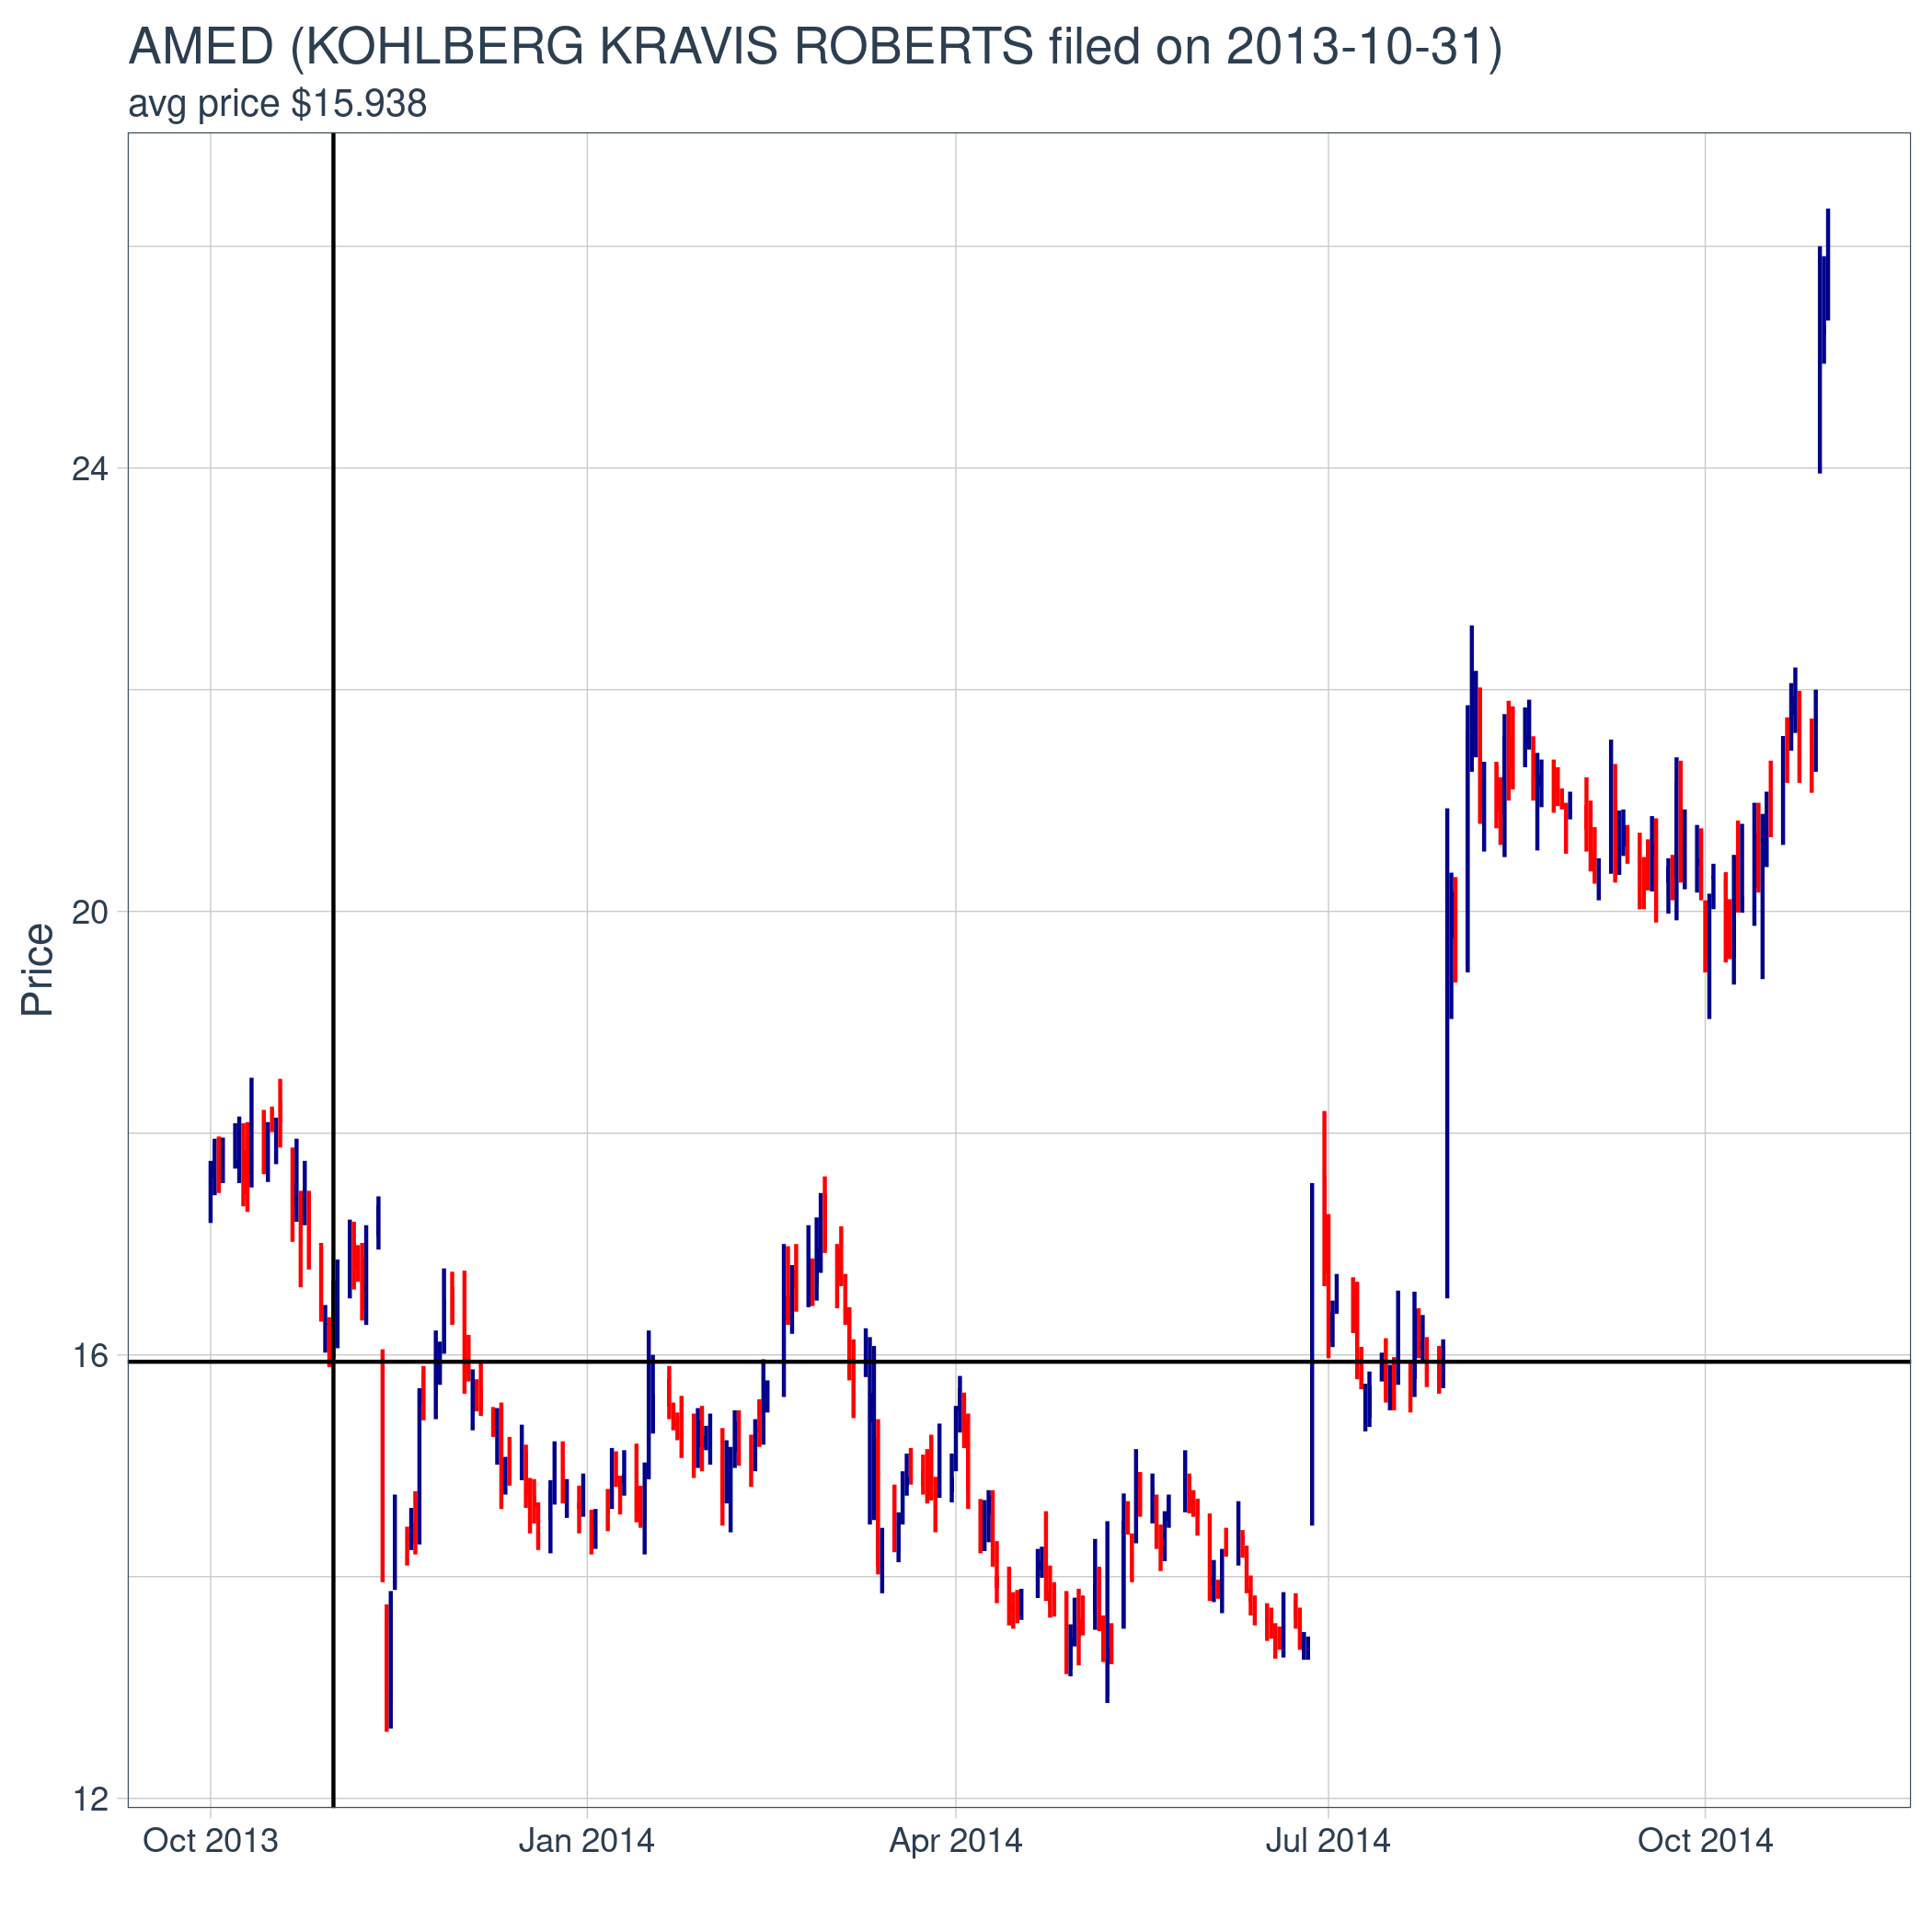 AMED (KOHLBERG KRAVIS ROBERTS filed on 2013-10-31)
avg price $15.938
24
20
16
12
Price
Oct 2013
Jan 2014
Apr 2014
Jul 2014
Oct 2014